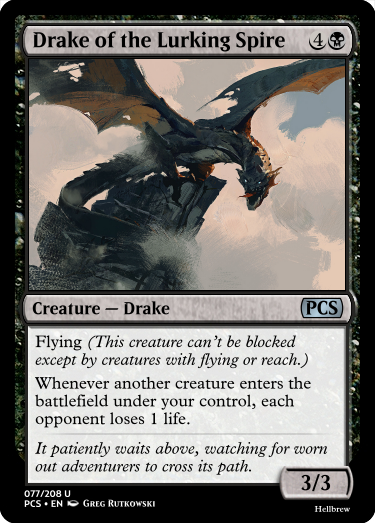 Drake of the Lurking Spire 4
Creature — Drake PCS
Flying (This creature can't be blocked
except by creatures with flying or reach.)
Whenever another creature enters the
battlefield under your control, each
opponent loses 1 life.
It patiently waits above, watching for worn
out adventurers to cross its path.
3/3
077/208 U
PCS • EN Greg Rutkowski
Hellbrew